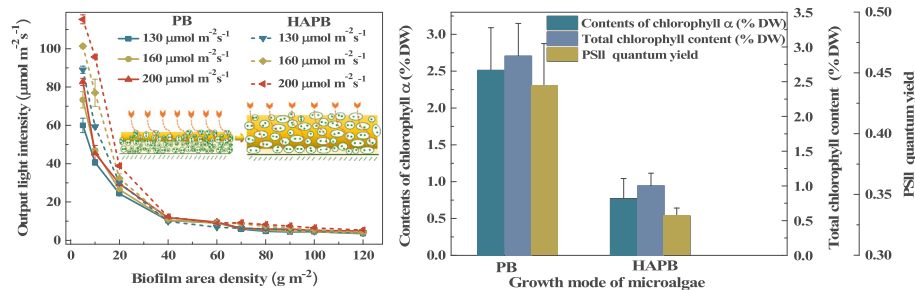 PB HAPB
130 μmol m⁻²s⁻¹ 130 μmol m⁻²s⁻¹
160 μmol m⁻²s⁻¹ 160 μmol m⁻²s⁻¹
200 μmol m⁻²s⁻¹ 200 μmol m⁻²s⁻¹
Output light intensity (μmol m⁻² s⁻¹)
120
100
80
60
40
20
0
0 20 40 60 80 100 120
Biofilm area density (g m⁻²)
Contents of chlorophyll α (% DW)
Total chlorophyll content (% DW)
PSll quantum yield
Contents of chlorophyll α (%DW)
3.0
2.5
2.0
1.5
1.0
0.5
0.0
PB HAPB
Growth mode of microalgae
3.5
3.0
2.5
2.0
1.5
1.0
0.5
0.0
Total chlorophyll content (%DW)
0.50
0.45
0.40
0.35
0.30
PSll quantum yield